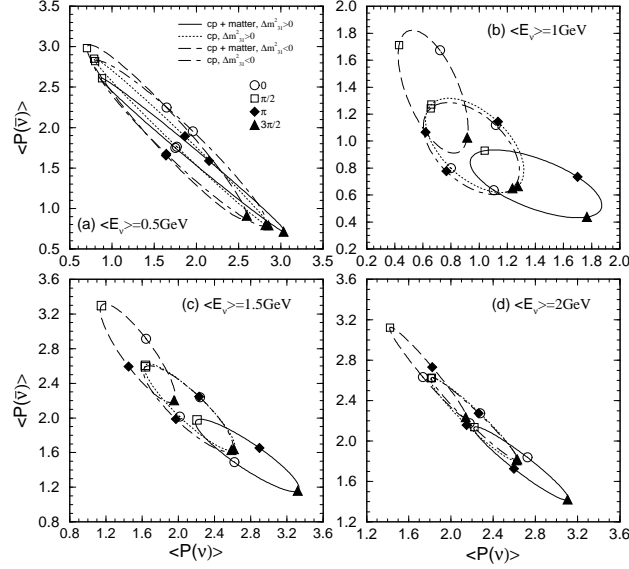 3.5
3.0
2.5
2.0
1.5
1.0
0.5
<P(ν̄)>
cp + matter, Δm²₃₁>0
cp, Δm²₃₁>0
cp + matter, Δm²₃₁<0
cp, Δm²₃₁<0
0
π/2
π
3π/2
(a) <Eᵥ>=0.5GeV
0.5 1.0 1.5 2.0 2.5 3.0 3.5
2.0
1.8
1.6
1.4
1.2
1.0
0.8
0.6
0.4
0.2
(b) <Eᵥ>=1GeV
0.2 0.4 0.6 0.8 1.0 1.2 1.4 1.6 1.8 2.0
3.6
3.2
2.8
2.4
2.0
1.6
1.2
0.8
<P(ν̄)>
(c) <Eᵥ>=1.5GeV
0.8 1.2 1.6 2.0 2.4 2.8 3.2 3.6
<P(ν)>
3.6
3.2
2.8
2.4
2.0
1.6
1.2
(d) <Eᵥ>=2GeV
1.2 1.6 2.0 2.4 2.8 3.2 3.6
<P(ν)>